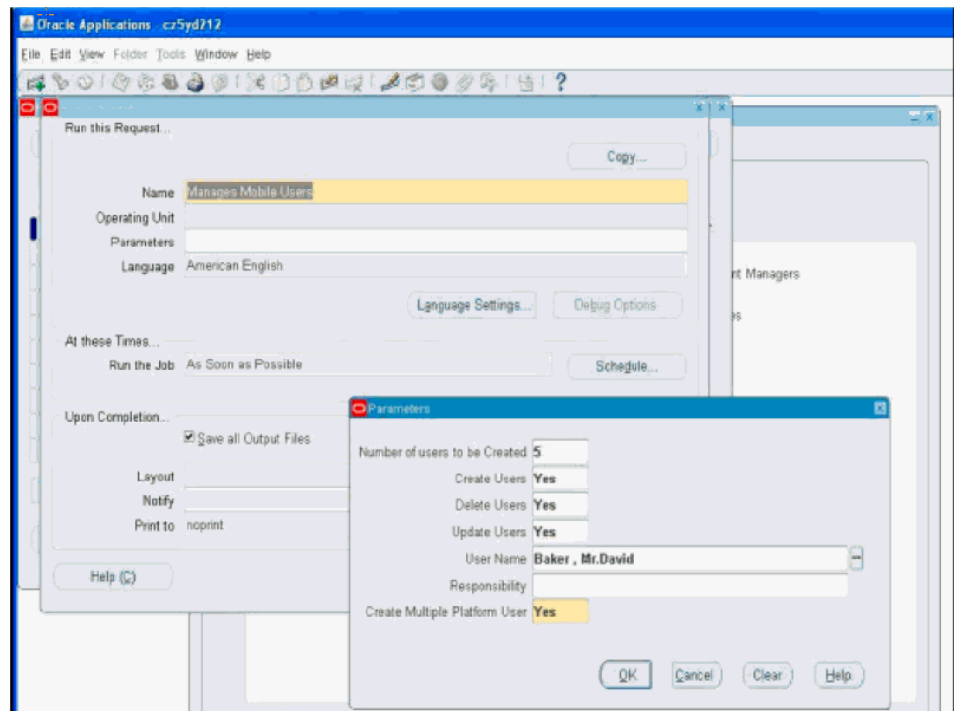 Oracle Applications - cz5yd212
File Edit View Folder Tools Window Help
Run this Request...
Copy...
Name Manages Mobile Users
Operating Unit
Parameters
Language American English
nt Managers
Language Settings... Debug Options
es
At these Times...
Run the Job As Soon as Possible Schedule...
Upon Completion...
Save all Output Files
Layout
Notify
Print to noprint
Help (C)
Parameters
Number of users to be Created 5
Create Users Yes
Delete Users Yes
Update Users Yes
User Name Baker , Mr.David
Responsibility
Create Multiple Platform User Yes
OK Cancel Clear Help